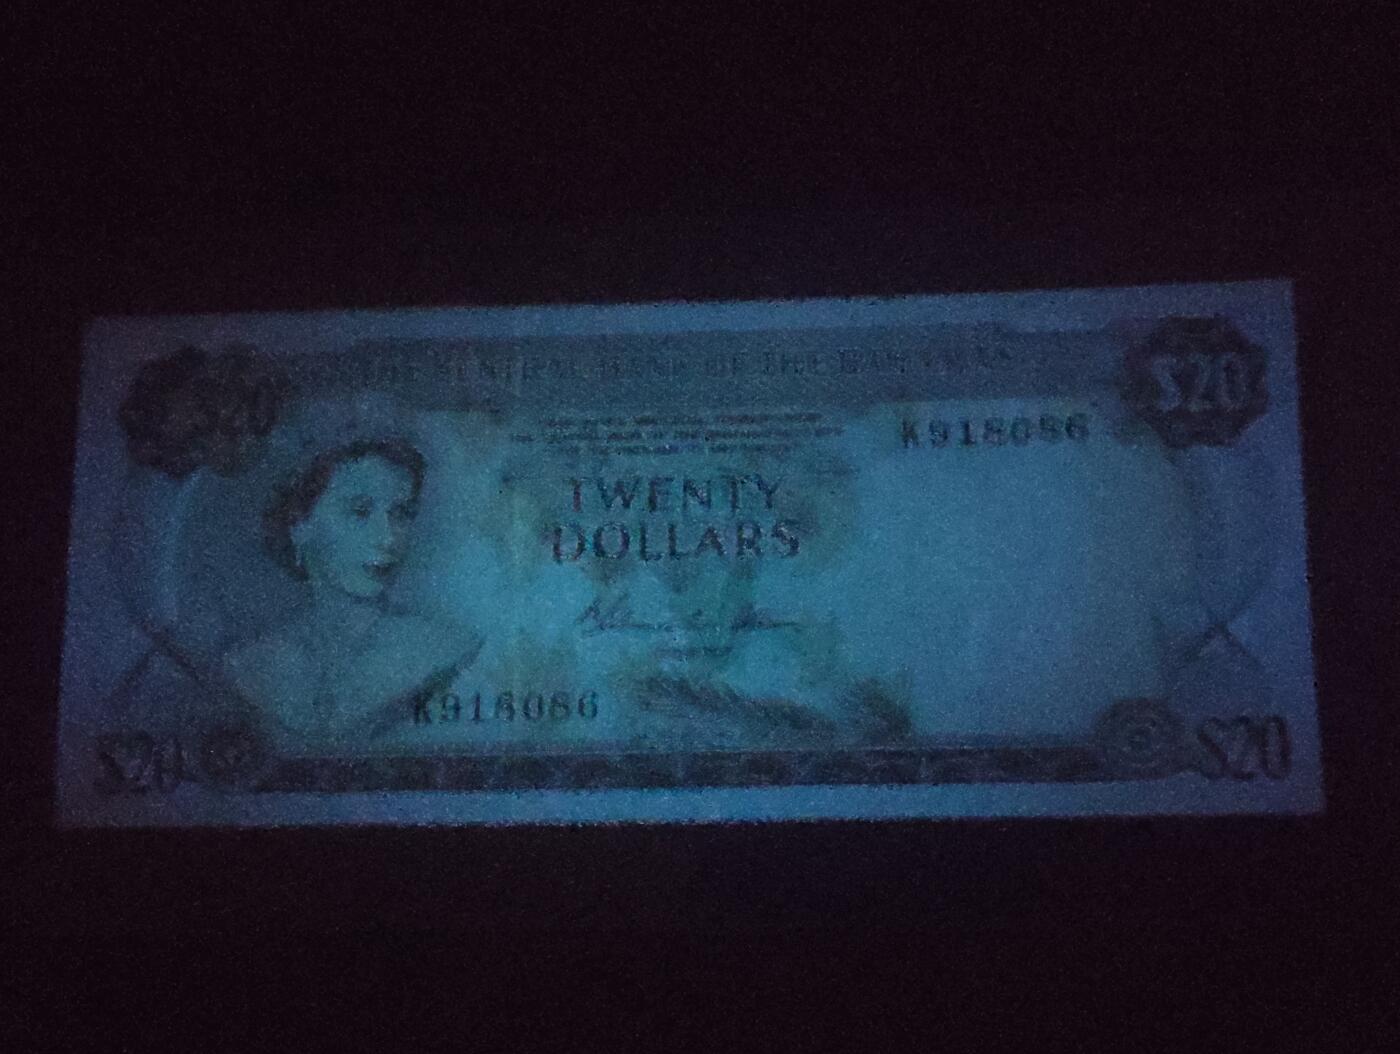 THE CENTRAL BANK OF THE BAHAMAS
$20
$20
K918086
TWENTY
DOLLARS
K918086
$20
$20